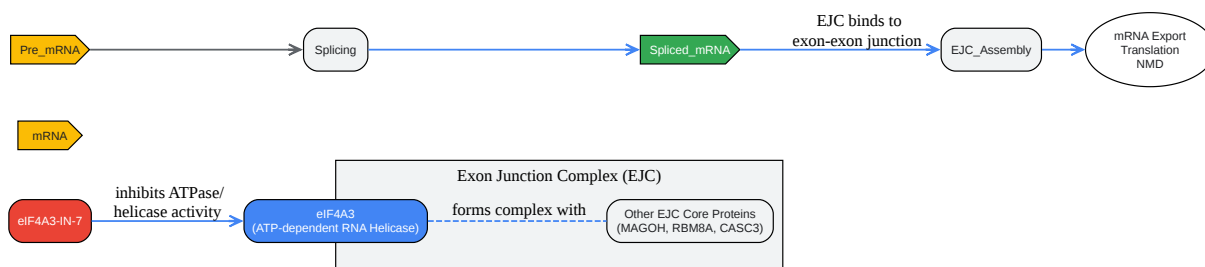 Pre_mRNA
Splicing
Spliced_mRNA
EJC binds to
exon-exon junction
EJC_Assembly
mRNA Export
Translation
NMD
mRNA
Exon Junction Complex (EJC)
eIF4A3-IN-7
inhibits ATPase/
helicase activity
eIF4A3
(ATP-dependent RNA Helicase)
forms complex with
Other EJC Core Proteins
(MAGOH, RBM8A, CASC3)